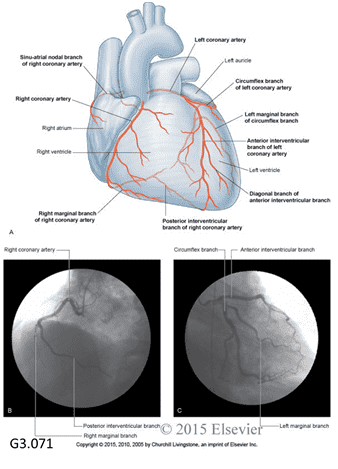 Left coronary artery
Sinu-atrial nodal branch
of right coronary artery
Left auricle
Circumflex branch
of left coronary artery
Right coronary artery
Left marginal branch
of circumflex branch
Right atrium
Anterior interventricular
branch of left
coronary artery
Right ventricle
Left ventricle
Diagonal branch of
anterior interventricular branch
Right marginal branch
of right coronary artery
Posterior interventricular
branch of right coronary artery
A
Right coronary artery
Circumflex branch
Anterior interventricular branch
B
Posterior interventricular branch
Right marginal branch
C
Left marginal branch
© 2015 Elsevier
G3.071
Copyright © 2015, 2010, 2005 by Churchill Livingstone, an imprint of Elsevier Inc.